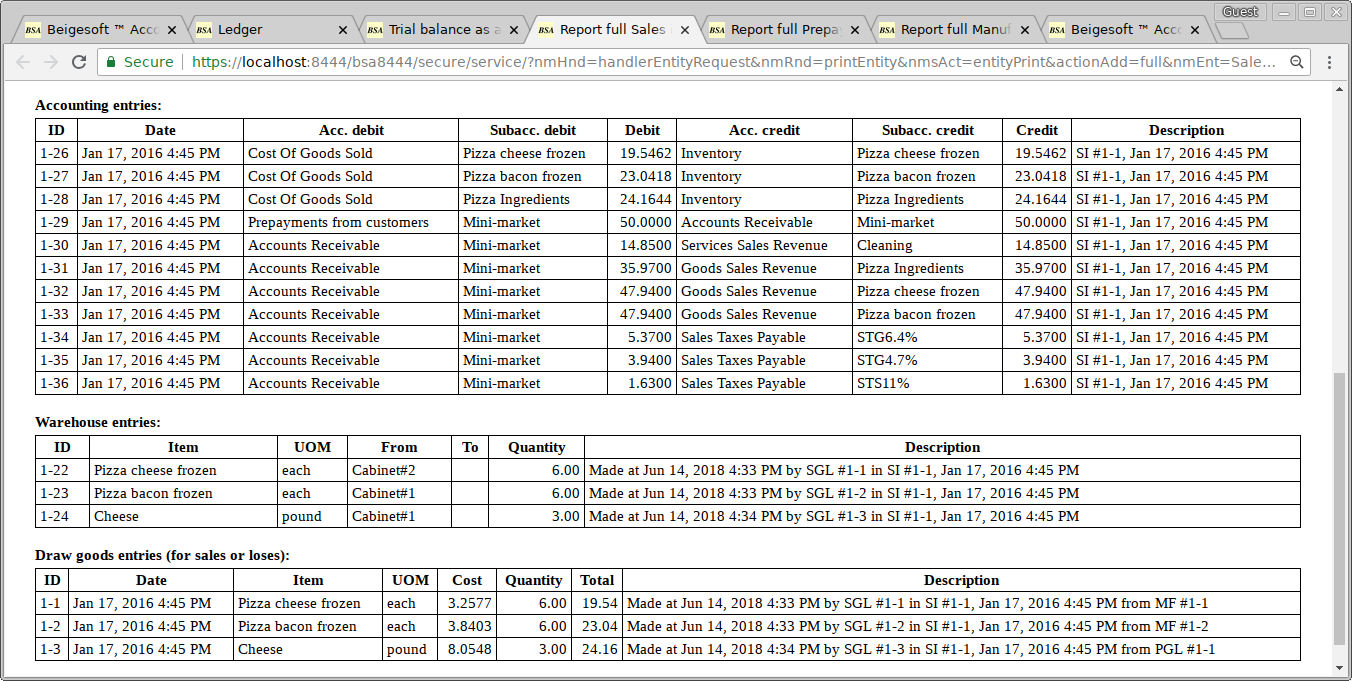 Guest
BSA Beigesoft ™ Acco
BSA Ledger
BSA Trial balance as a
BSA Report full Sales
BSA Report full Prepay
BSA Report full Manuf
BSA Beigesoft ™ Acco
Secure https://localhost:8444/bsa8444/secure/service/?nmHnd=handlerEntityRequest&nmRnd=printEntity&nmsAct=entityPrint&actionAdd=full&nmEnt=Sale...
Accounting entries:
ID Date Acc. debit Subacc. debit Debit Acc. credit Subacc. credit Credit Description
1-26 Jan 17, 2016 4:45 PM Cost Of Goods Sold Pizza cheese frozen 19.5462 Inventory Pizza cheese frozen 19.5462 SI #1-1, Jan 17, 2016 4:45 PM
1-27 Jan 17, 2016 4:45 PM Cost Of Goods Sold Pizza bacon frozen 23.0418 Inventory Pizza bacon frozen 23.0418 SI #1-1, Jan 17, 2016 4:45 PM
1-28 Jan 17, 2016 4:45 PM Cost Of Goods Sold Pizza Ingredients 24.1644 Inventory Pizza Ingredients 24.1644 SI #1-1, Jan 17, 2016 4:45 PM
1-29 Jan 17, 2016 4:45 PM Prepayments from customers Mini-market 50.0000 Accounts Receivable Mini-market 50.0000 SI #1-1, Jan 17, 2016 4:45 PM
1-30 Jan 17, 2016 4:45 PM Accounts Receivable Mini-market 14.8500 Services Sales Revenue Cleaning 14.8500 SI #1-1, Jan 17, 2016 4:45 PM
1-31 Jan 17, 2016 4:45 PM Accounts Receivable Mini-market 35.9700 Goods Sales Revenue Pizza Ingredients 35.9700 SI #1-1, Jan 17, 2016 4:45 PM
1-32 Jan 17, 2016 4:45 PM Accounts Receivable Mini-market 47.9400 Goods Sales Revenue Pizza cheese frozen 47.9400 SI #1-1, Jan 17, 2016 4:45 PM
1-33 Jan 17, 2016 4:45 PM Accounts Receivable Mini-market 47.9400 Goods Sales Revenue Pizza bacon frozen 47.9400 SI #1-1, Jan 17, 2016 4:45 PM
1-34 Jan 17, 2016 4:45 PM Accounts Receivable Mini-market 5.3700 Sales Taxes Payable STG6.4% 5.3700 SI #1-1, Jan 17, 2016 4:45 PM
1-35 Jan 17, 2016 4:45 PM Accounts Receivable Mini-market 3.9400 Sales Taxes Payable STG4.7% 3.9400 SI #1-1, Jan 17, 2016 4:45 PM
1-36 Jan 17, 2016 4:45 PM Accounts Receivable Mini-market 1.6300 Sales Taxes Payable STS11% 1.6300 SI #1-1, Jan 17, 2016 4:45 PM
Warehouse entries:
ID Item UOM From To Quantity Description
1-22 Pizza cheese frozen each Cabinet#2 6.00 Made at Jun 14, 2018 4:33 PM by SGL #1-1 in SI #1-1, Jan 17, 2016 4:45 PM
1-23 Pizza bacon frozen each Cabinet#1 6.00 Made at Jun 14, 2018 4:33 PM by SGL #1-2 in SI #1-1, Jan 17, 2016 4:45 PM
1-24 Cheese pound Cabinet#1 3.00 Made at Jun 14, 2018 4:34 PM by SGL #1-3 in SI #1-1, Jan 17, 2016 4:45 PM
Draw goods entries (for sales or loses):
ID Date Item UOM Cost Quantity Total Description
1-1 Jan 17, 2016 4:45 PM Pizza cheese frozen each 3.2577 6.00 19.54 Made at Jun 14, 2018 4:33 PM by SGL #1-1 in SI #1-1, Jan 17, 2016 4:45 PM from MF #1-1
1-2 Jan 17, 2016 4:45 PM Pizza bacon frozen each 3.8403 6.00 23.04 Made at Jun 14, 2018 4:33 PM by SGL #1-2 in SI #1-1, Jan 17, 2016 4:45 PM from MF #1-2
1-3 Jan 17, 2016 4:45 PM Cheese pound 8.0548 3.00 24.16 Made at Jun 14, 2018 4:34 PM by SGL #1-3 in SI #1-1, Jan 17, 2016 4:45 PM from PGL #1-1